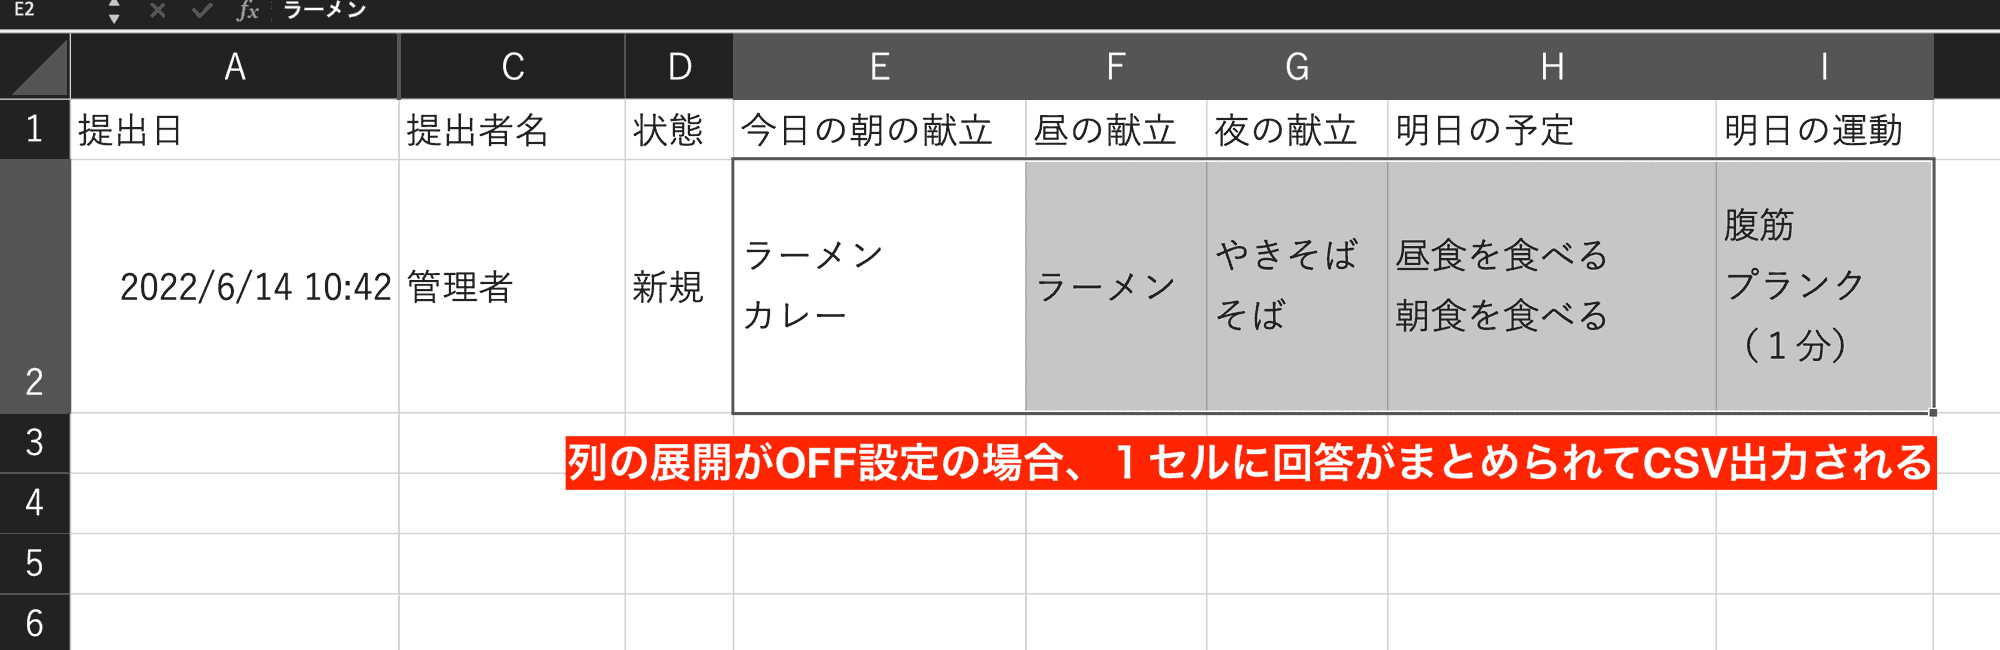 E2 fx ラーメン
A C D E F G H I
1 提出日 提出者名 状態 今日の朝の献立 昼の献立 夜の献立 明日の予定 明日の運動
2 2022/6/14 10:42 管理者 新規 ラーメン
カレー ラーメン やきそば
そば 昼食を食べる
朝食を食べる 腹筋
プランク
（１分）
3
列の展開がOFF設定の場合、１セルに回答がまとめられてCSV出力される
4
5
6